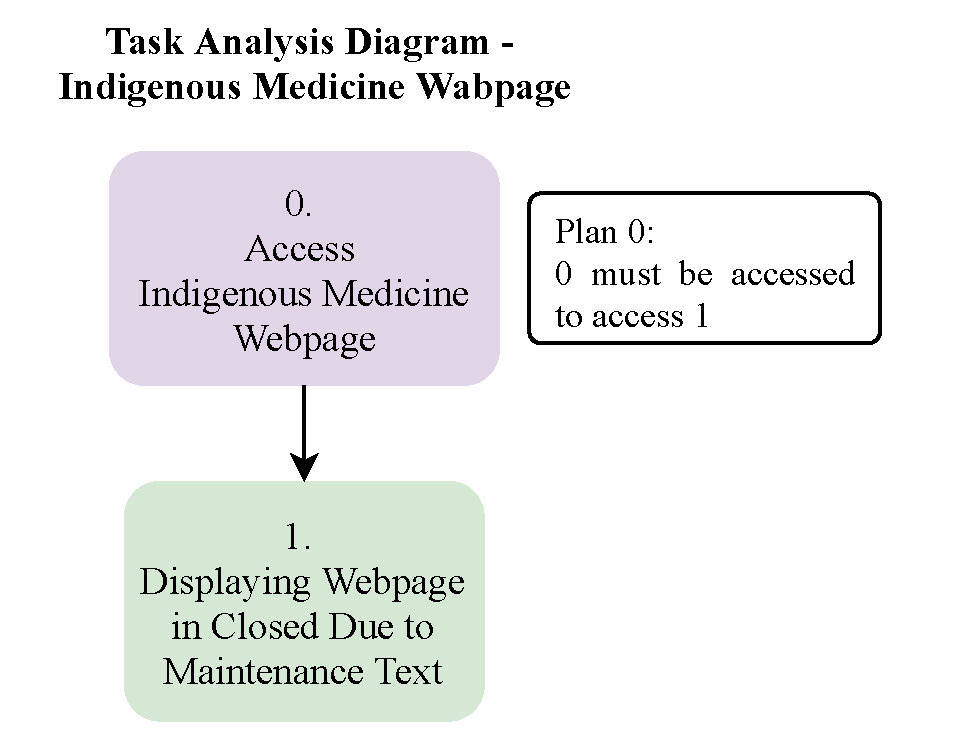 Task Analysis Diagram -
Indigenous Medicine Wabpage
0.
Access
Indigenous Medicine
Webpage
Plan 0:
0 must be accessed
to access 1
1.
Displaying Webpage
in Closed Due to
Maintenance Text